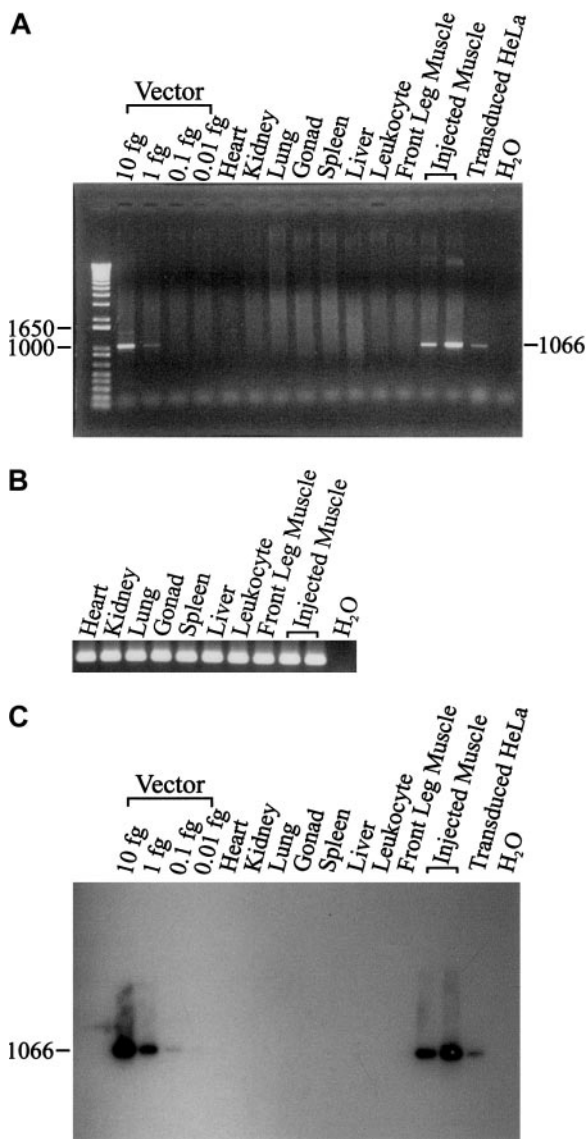 A
Vector
10 fg
1 fg
0.1 fg
0.01 fg
Heart
Kidney
Lung
Gonad
Spleen
Liver
Leukocyte
Front Leg Muscle
Injected Muscle
Transduced HeLa
H₂O
1650
1000
1066
B
Heart
Kidney
Lung
Gonad
Spleen
Liver
Leukocyte
Front Leg Muscle
Injected Muscle
H₂O
C
Vector
10 fg
1 fg
0.1 fg
0.01 fg
Heart
Kidney
Lung
Gonad
Spleen
Liver
Leukocyte
Front Leg Muscle
Injected Muscle
Transduced HeLa
H₂O
1066